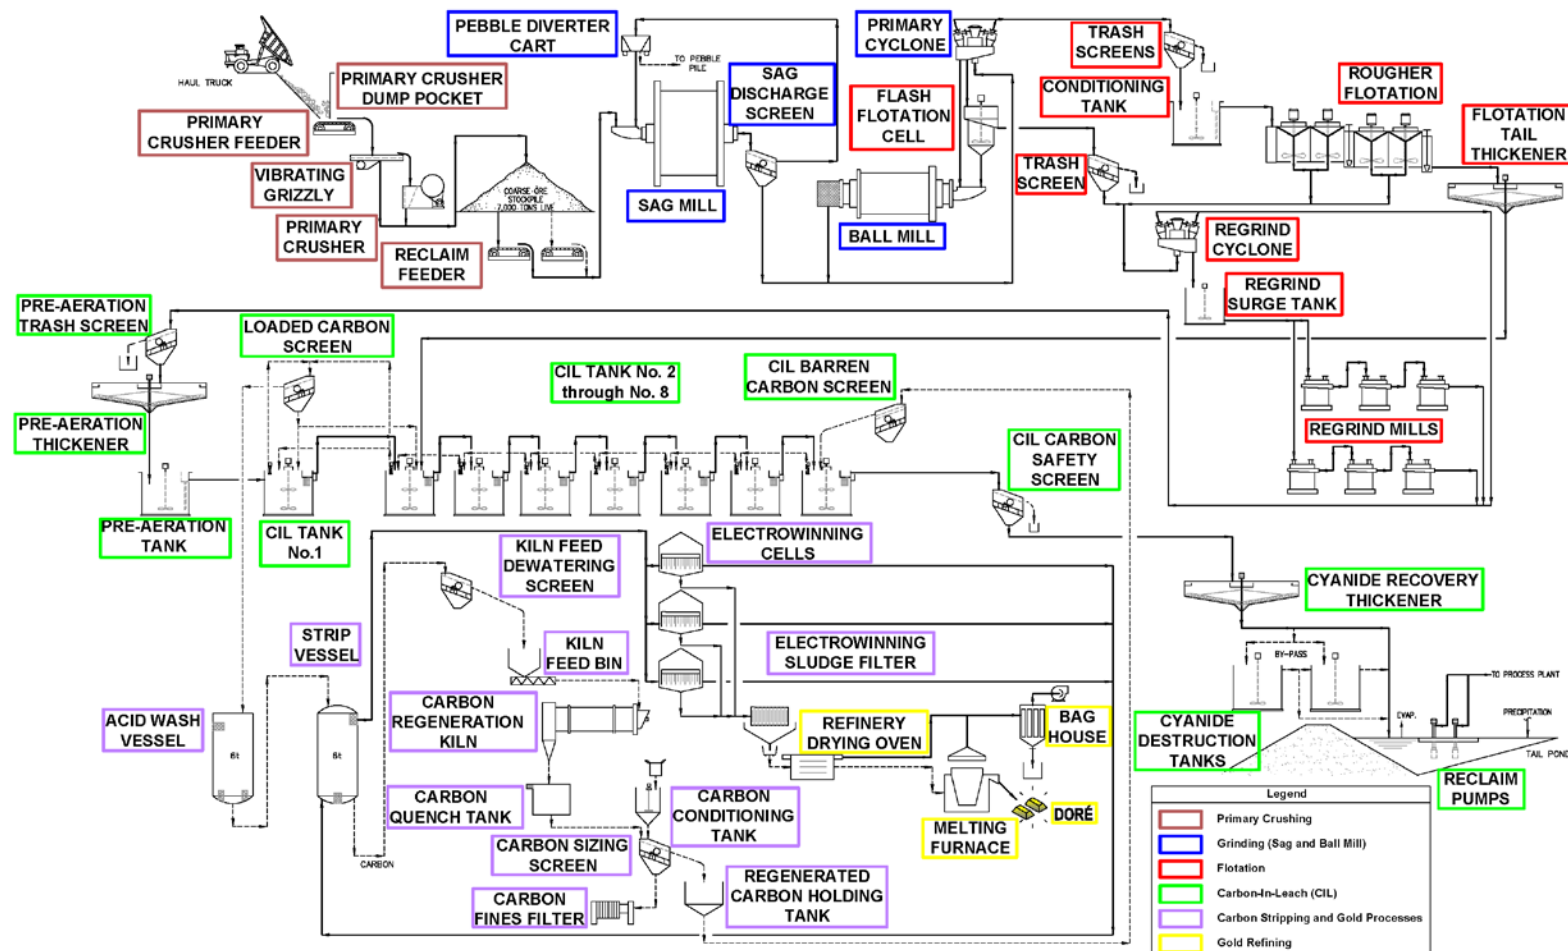 PEBBLE DIVERTER
CART
PRIMARY
CYCLONE
TRASH
SCREENS
HAUL TRUCK
PRIMARY CRUSHER
DUMP POCKET
TO PEBBLE
PILE
SAG
DISCHARGE
SCREEN
FLASH
FLOTATION
CELL
CONDITIONING
TANK
ROUGHER
FLOTATION
FLOTATION
TAIL
THICKENER
PRIMARY
CRUSHER FEEDER
VIBRATING
GRIZZLY
COARSE ORE
STOCKPILE
7,000 TONS LIVE
SAG MILL
TRASH
SCREEN
PRIMARY
CRUSHER
RECLAIM
FEEDER
BALL MILL
REGRIND
CYCLONE
REGRIND
SURGE TANK
PRE-AERATION
TRASH SCREEN
LOADED CARBON
SCREEN
CIL TANK No. 2
through No. 8
CIL BARREN
CARBON SCREEN
PRE-AERATION
THICKENER
REGRIND MILLS
CIL CARBON
SAFETY
SCREEN
PRE-AERATION
TANK
CIL TANK
No.1
KILN FEED
DEWATERING
SCREEN
ELECTROWINNING
CELLS
CYANIDE RECOVERY
THICKENER
STRIP
VESSEL
KILN
FEED BIN
ELECTROWINNING
SLUDGE FILTER
BY-PASS
TO PROCESS PLANT
ACID WASH
VESSEL
CARBON
REGENERATION
KILN
REFINERY
DRYING OVEN
BAG
HOUSE
CYANIDE
DESTRUCTION
TANKS
EVAP.
PRECIPITATION
TAIL POND
RECLAIM
PUMPS
6t
6t
CARBON
QUENCH TANK
CARBON
CONDITIONING
TANK
MELTING
FURNACE
DORÉ
CARBON
CARBON SIZING
SCREEN
CARBON
FINES FILTER
REGENERATED
CARBON HOLDING
TANK
Legend
Primary Crushing
Grinding (Sag and Ball Mill)
Flotation
Carbon-In-Leach (CIL)
Carbon Stripping and Gold Processes
Gold Refining